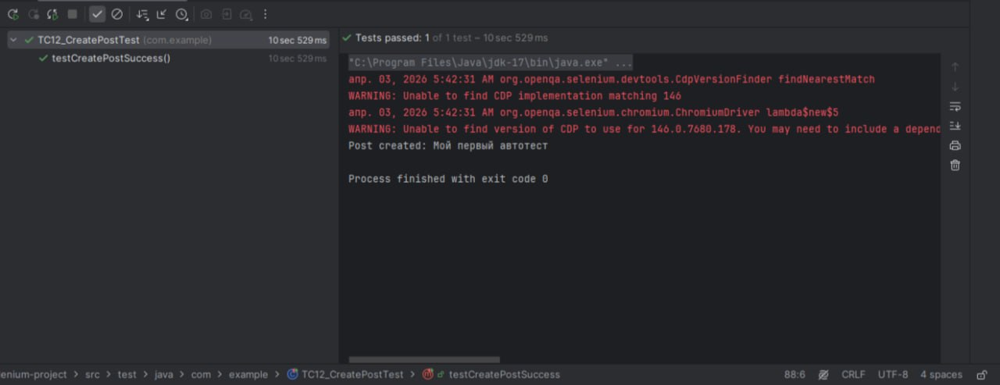 TC12_CreatePostTest (com.example) 10 sec 529 ms
testCreatePostSuccess() 10 sec 529 ms
Tests passed: 1 of 1 test – 10 sec 529 ms
"C:\Program Files\Java\jdk-17\bin\java.exe" ...
апр. 03, 2026 5:42:31 AM org.openqa.selenium.devtools.CdpVersionFinder findNearestMatch
WARNING: Unable to find CDP implementation matching 146
апр. 03, 2026 5:42:31 AM org.openqa.selenium.chromium.ChromiumDriver lambda$new$5
WARNING: Unable to find version of CDP to use for 146.0.7680.178. You may need to include a depend
Post created: Мой первый автотест
Process finished with exit code 0
lenium-project > src > test > java > com > example > TC12_CreatePostTest > testCreatePostSuccess 88:6 CRLF UTF-8 4 spaces